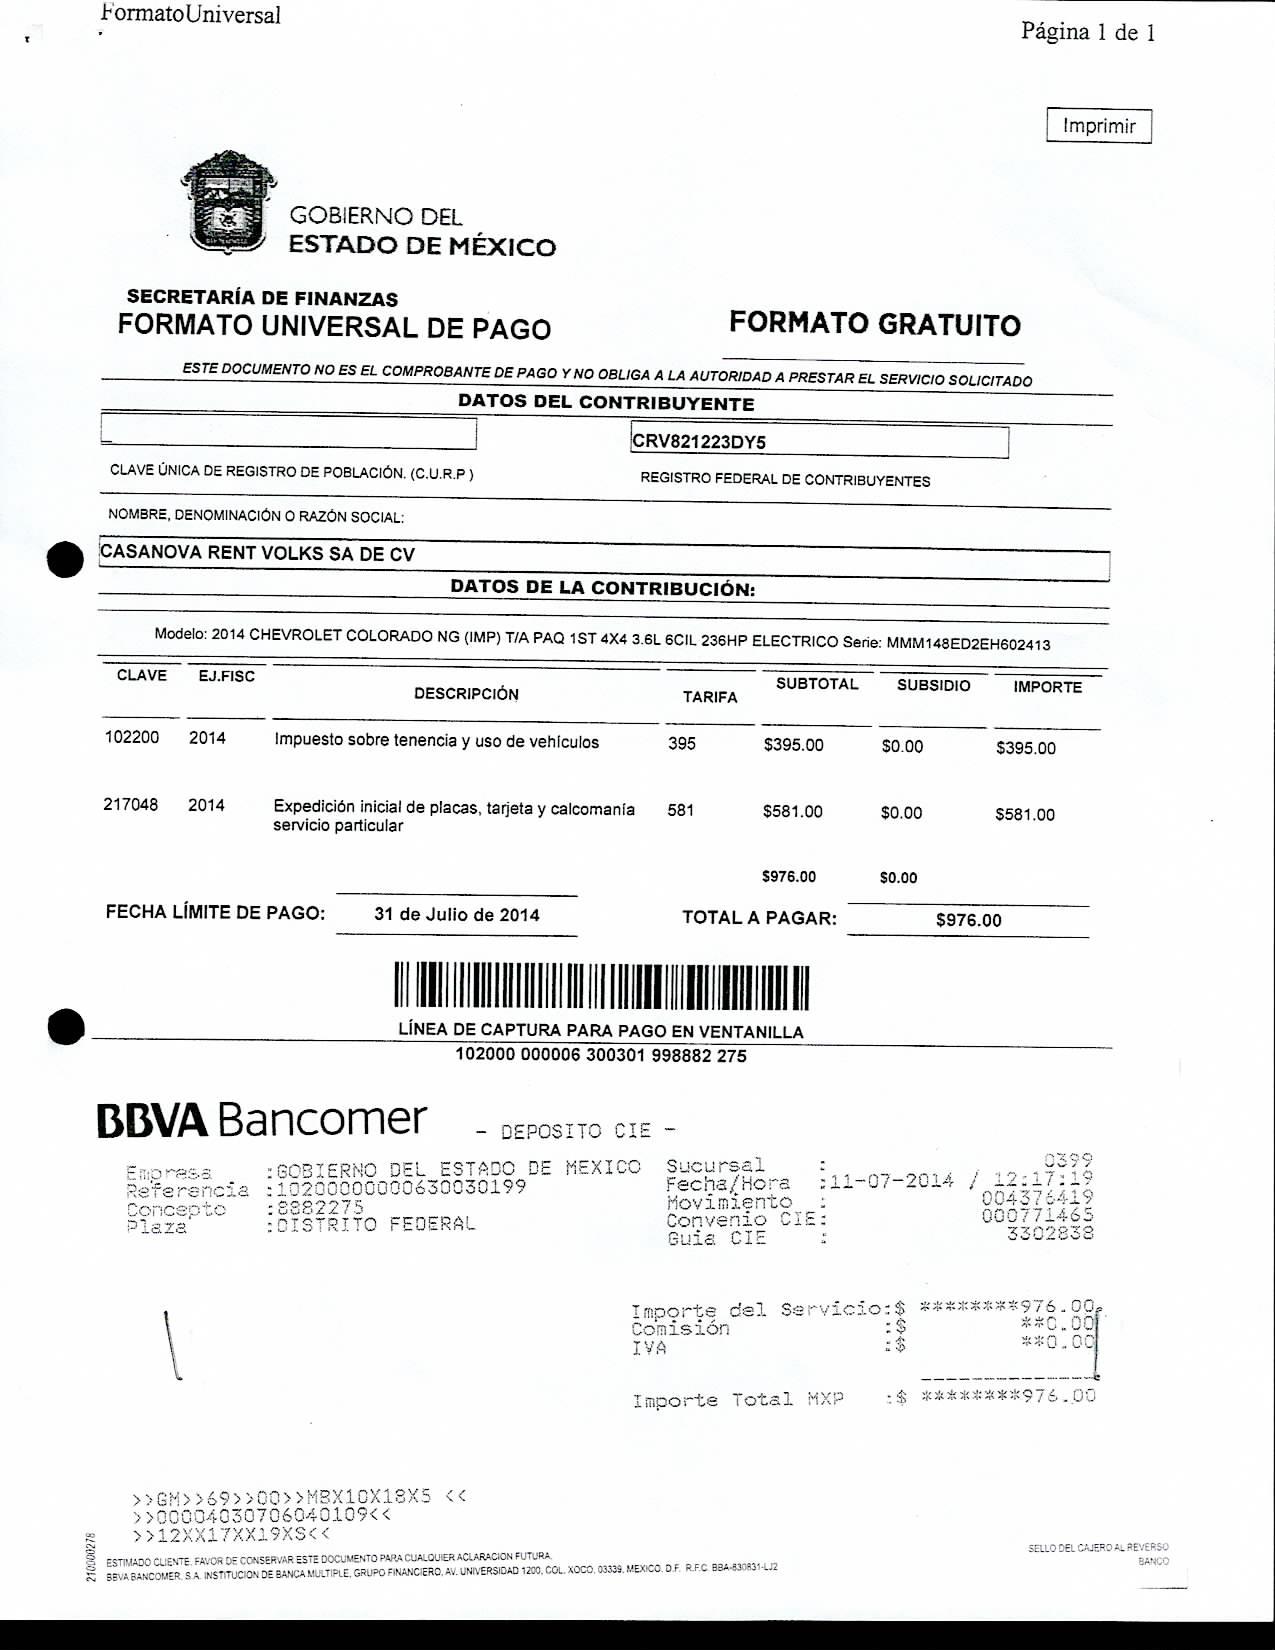 FormatoUniversal
Página 1 de 1
Imprimir
GOBIERNO DEL
ESTADO DE MÉXICO
SECRETARÍA DE FINANZAS
FORMATO UNIVERSAL DE PAGO
FORMATO GRATUITO
ESTE DOCUMENTO NO ES EL COMPROBANTE DE PAGO Y NO OBLIGA A LA AUTORIDAD A PRESTAR EL SERVICIO SOLICITADO
DATOS DEL CONTRIBUYENTE
CRV821223DY5
CLAVE ÚNICA DE REGISTRO DE POBLACIÓN. (C.U.R.P )
REGISTRO FEDERAL DE CONTRIBUYENTES
NOMBRE, DENOMINACIÓN O RAZÓN SOCIAL:
CASANOVA RENT VOLKS SA DE CV
DATOS DE LA CONTRIBUCIÓN:
Modelo: 2014 CHEVROLET COLORADO NG (IMP) T/A PAQ 1ST 4X4 3.6L 6CIL 236HP ELECTRICO Serie: MMM148ED2EH602413
CLAVE EJ.FISC DESCRIPCIÓN TARIFA SUBTOTAL SUBSIDIO IMPORTE
102200 2014 Impuesto sobre tenencia y uso de vehículos 395 $395.00 $0.00 $395.00
217048 2014 Expedición inicial de placas, tarjeta y calcomanía 581 $581.00 $0.00 $581.00
servicio particular
$976.00 $0.00
FECHA LÍMITE DE PAGO: 31 de Julio de 2014 TOTAL A PAGAR: $976.00
LÍNEA DE CAPTURA PARA PAGO EN VENTANILLA
102000 000006 300301 998882 275
BBVA Bancomer
- DEPOSITO CIE -
Empresa :GOBIERNO DEL ESTADO DE MEXICO
Referencia :10200000000630030199
Concepto :8882275
Plaza :DISTRITO FEDERAL
Sucursal : 0399
Fecha/Hora :11-07-2014 / 12:17:19
Movimiento : 004376419
Convenio CIE: 000771465
Guia CIE : 3302838
Importe del Servicio:$ ********976.00
Comisión :$ **0.00
IVA :$ **0.00
Importe Total MXP :$ ********976.00
>>GM>>69>>00>>MBX10X18X5 <<
>>00004030706040109<<
>>12XX17XX19XS<<
210000278
ESTIMADO CLIENTE. FAVOR DE CONSERVAR ESTE DOCUMENTO PARA CUALQUIER ACLARACION FUTURA.
BBVA BANCOMER, S.A. INSTITUCION DE BANCA MULTIPLE, GRUPO FINANCIERO, AV. UNIVERSIDAD 1200, COL. XOCO, 03339, MEXICO. D.F. R.F.C. BBA-830831-LJ2
SELLO DEL CAJERO AL REVERSO
BANCO